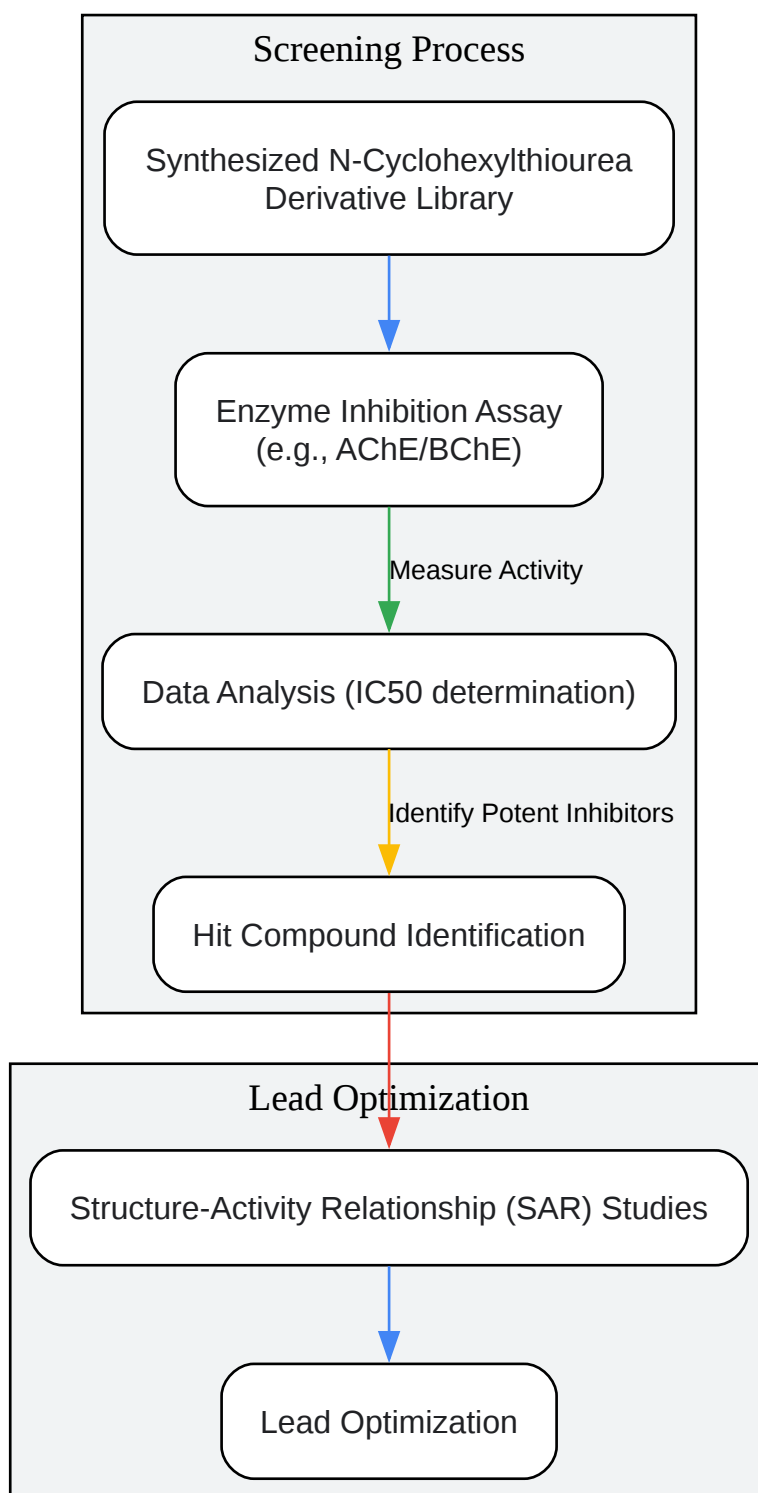 Screening Process
Synthesized N-Cyclohexylthiourea
Derivative Library
Enzyme Inhibition Assay
(e.g., AChE/BChE)
Measure Activity
Data Analysis (IC50 determination)
Identify Potent Inhibitors
Hit Compound Identification
Lead Optimization
Structure-Activity Relationship (SAR) Studies
Lead Optimization